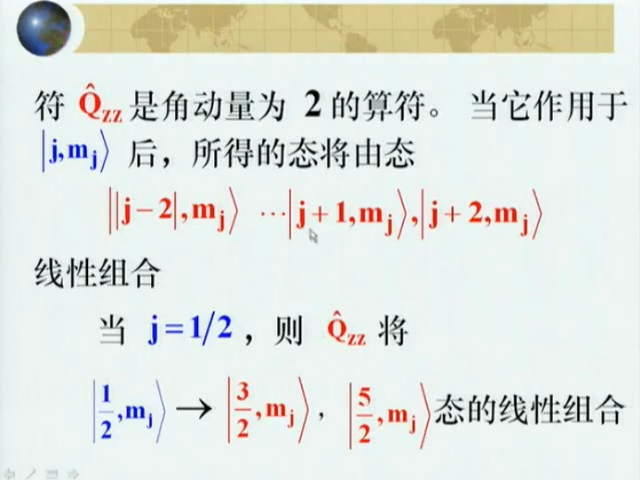 符 Q̂zz 是角动量为 2 的算符。 当它作用于
|j,mj⟩ 后，所得的态将由态
||j−2|,mj⟩ ···|j+1,mj⟩,|j+2,mj⟩
线性组合
当 j=1/2 ，则 Q̂zz 将
|1/2,mj⟩ → |3/2,mj⟩ ，|5/2,mj⟩ 态的线性组合